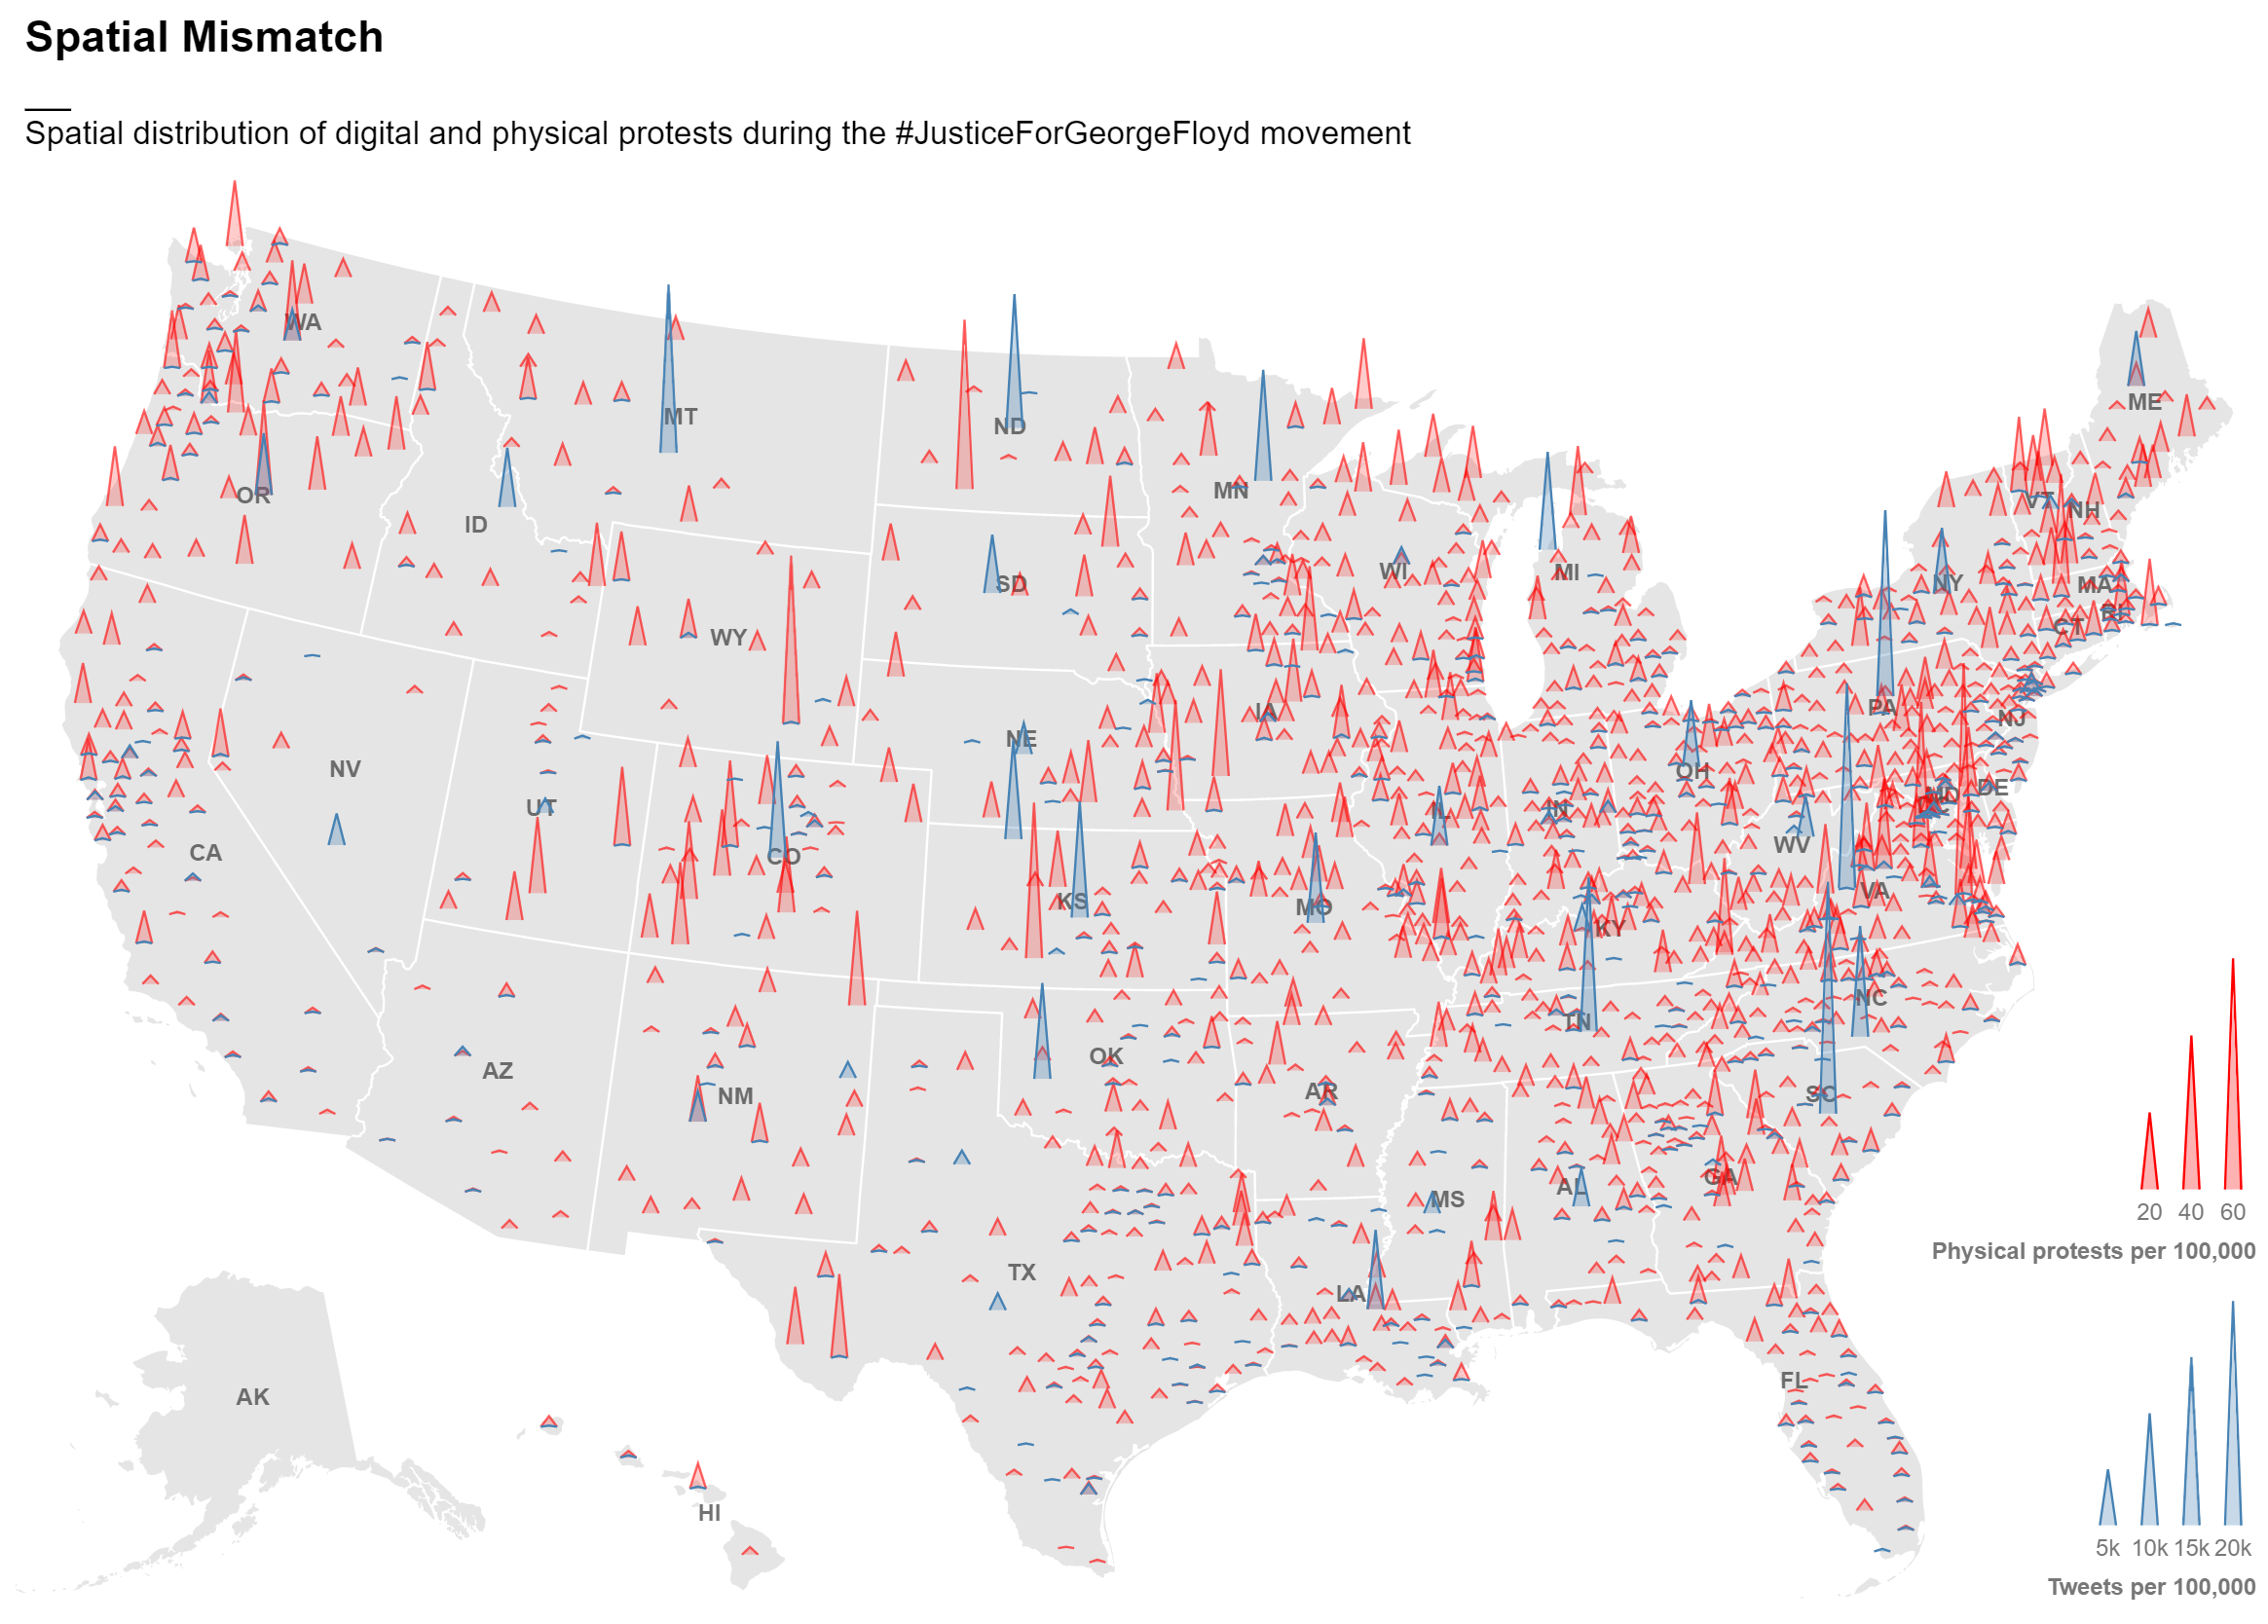 Spatial Mismatch
Spatial distribution of digital and physical protests during the #JusticeForGeorgeFloyd movement
WA
MT
ND
ME
OR
MN
VT
NH
ID
SD
WI
MI
NY
MA
RI
WY
CT
IA
PA
NJ
NE
NV
OH
UT
IL
IN
MD
DE
DC
CA
CO
WV
KS
MO
VA
KY
NC
TN
OK
AZ
NM
AR
SC
AL
GA
MS
TX
LA
20 40 60
Physical protests per 100,000
FL
AK
HI
5k 10k 15k 20k
Tweets per 100,000